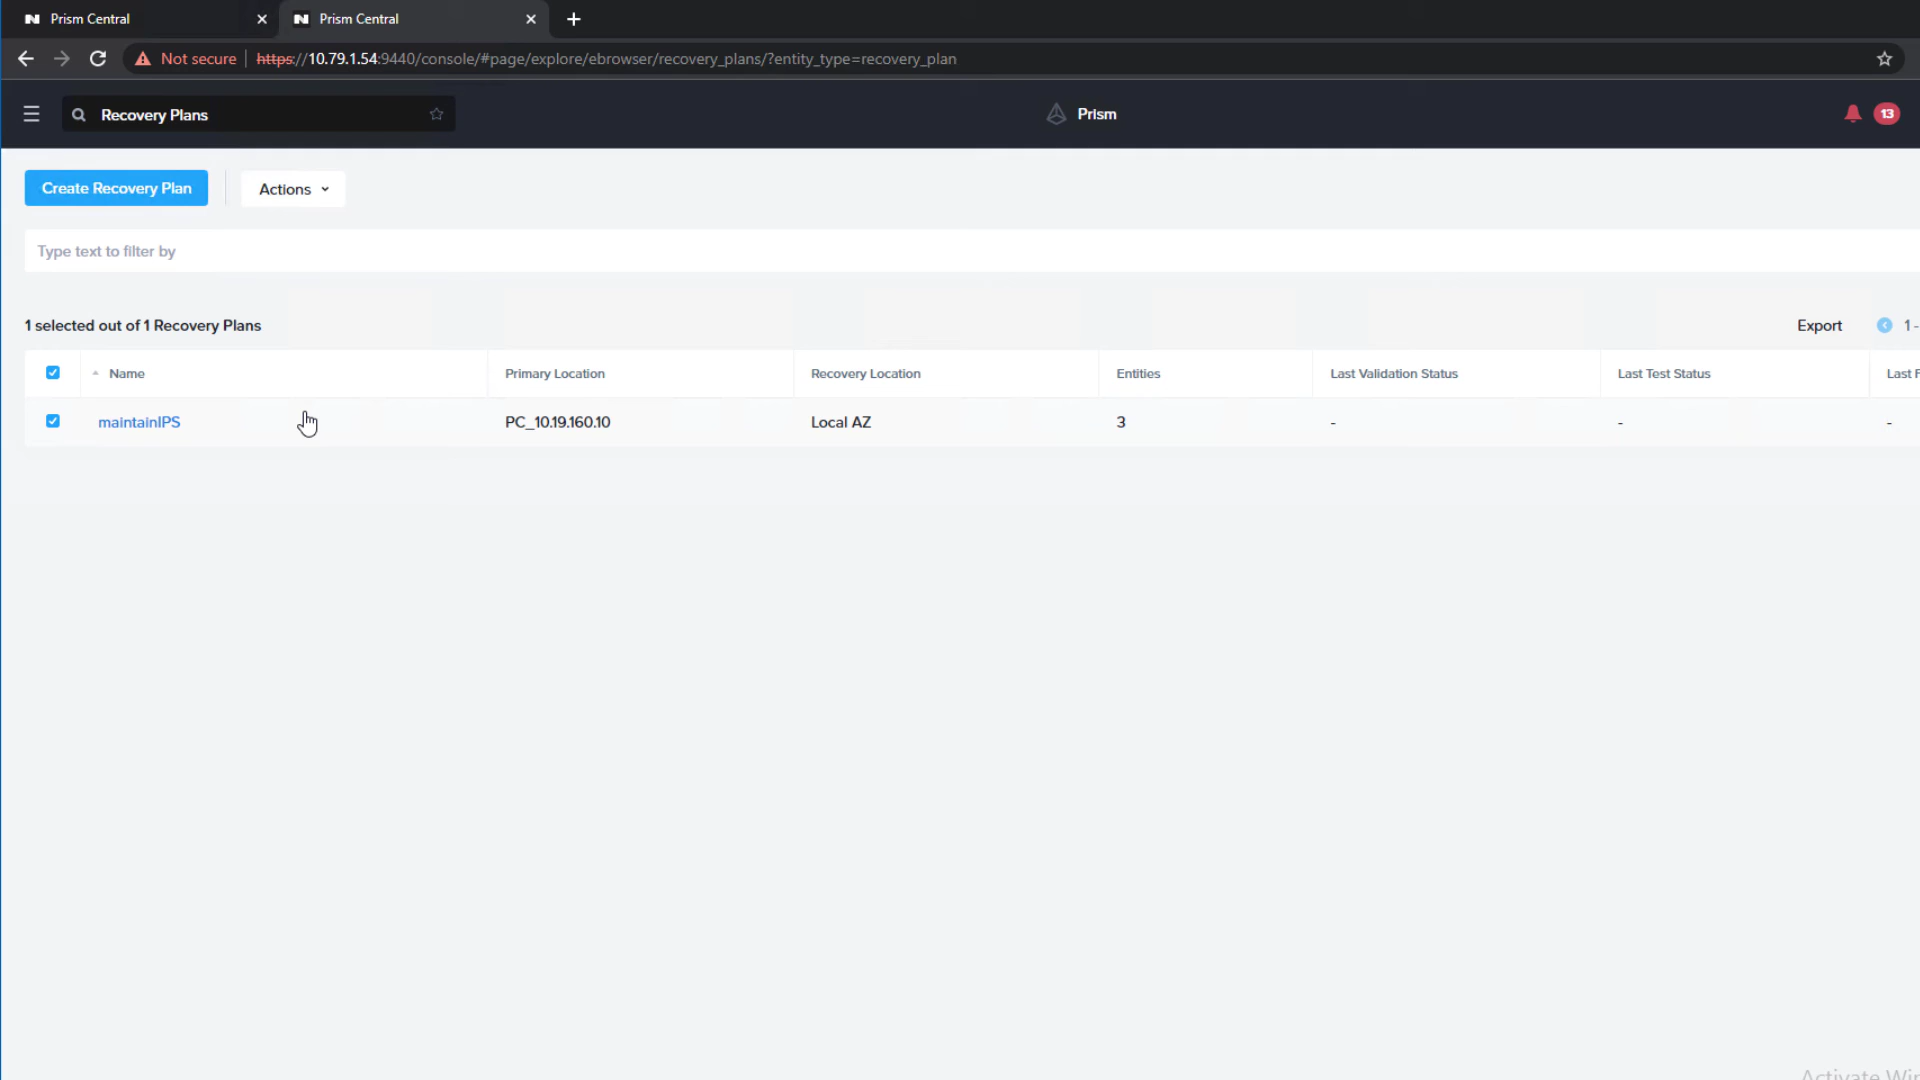 Prism Central
Prism Central
Not secure https://10.79.1.54:9440/console/#page/explore/ebrowser/recovery_plans/?entity_type=recovery_plan
Recovery Plans
Prism
13
Create Recovery Plan
Actions
Type text to filter by
1 selected out of 1 Recovery Plans
Export
1 -
Name Primary Location Recovery Location Entities Last Validation Status Last Test Status Last F
maintainIPS PC_10.19.160.10 Local AZ 3 - - -
Activate Win